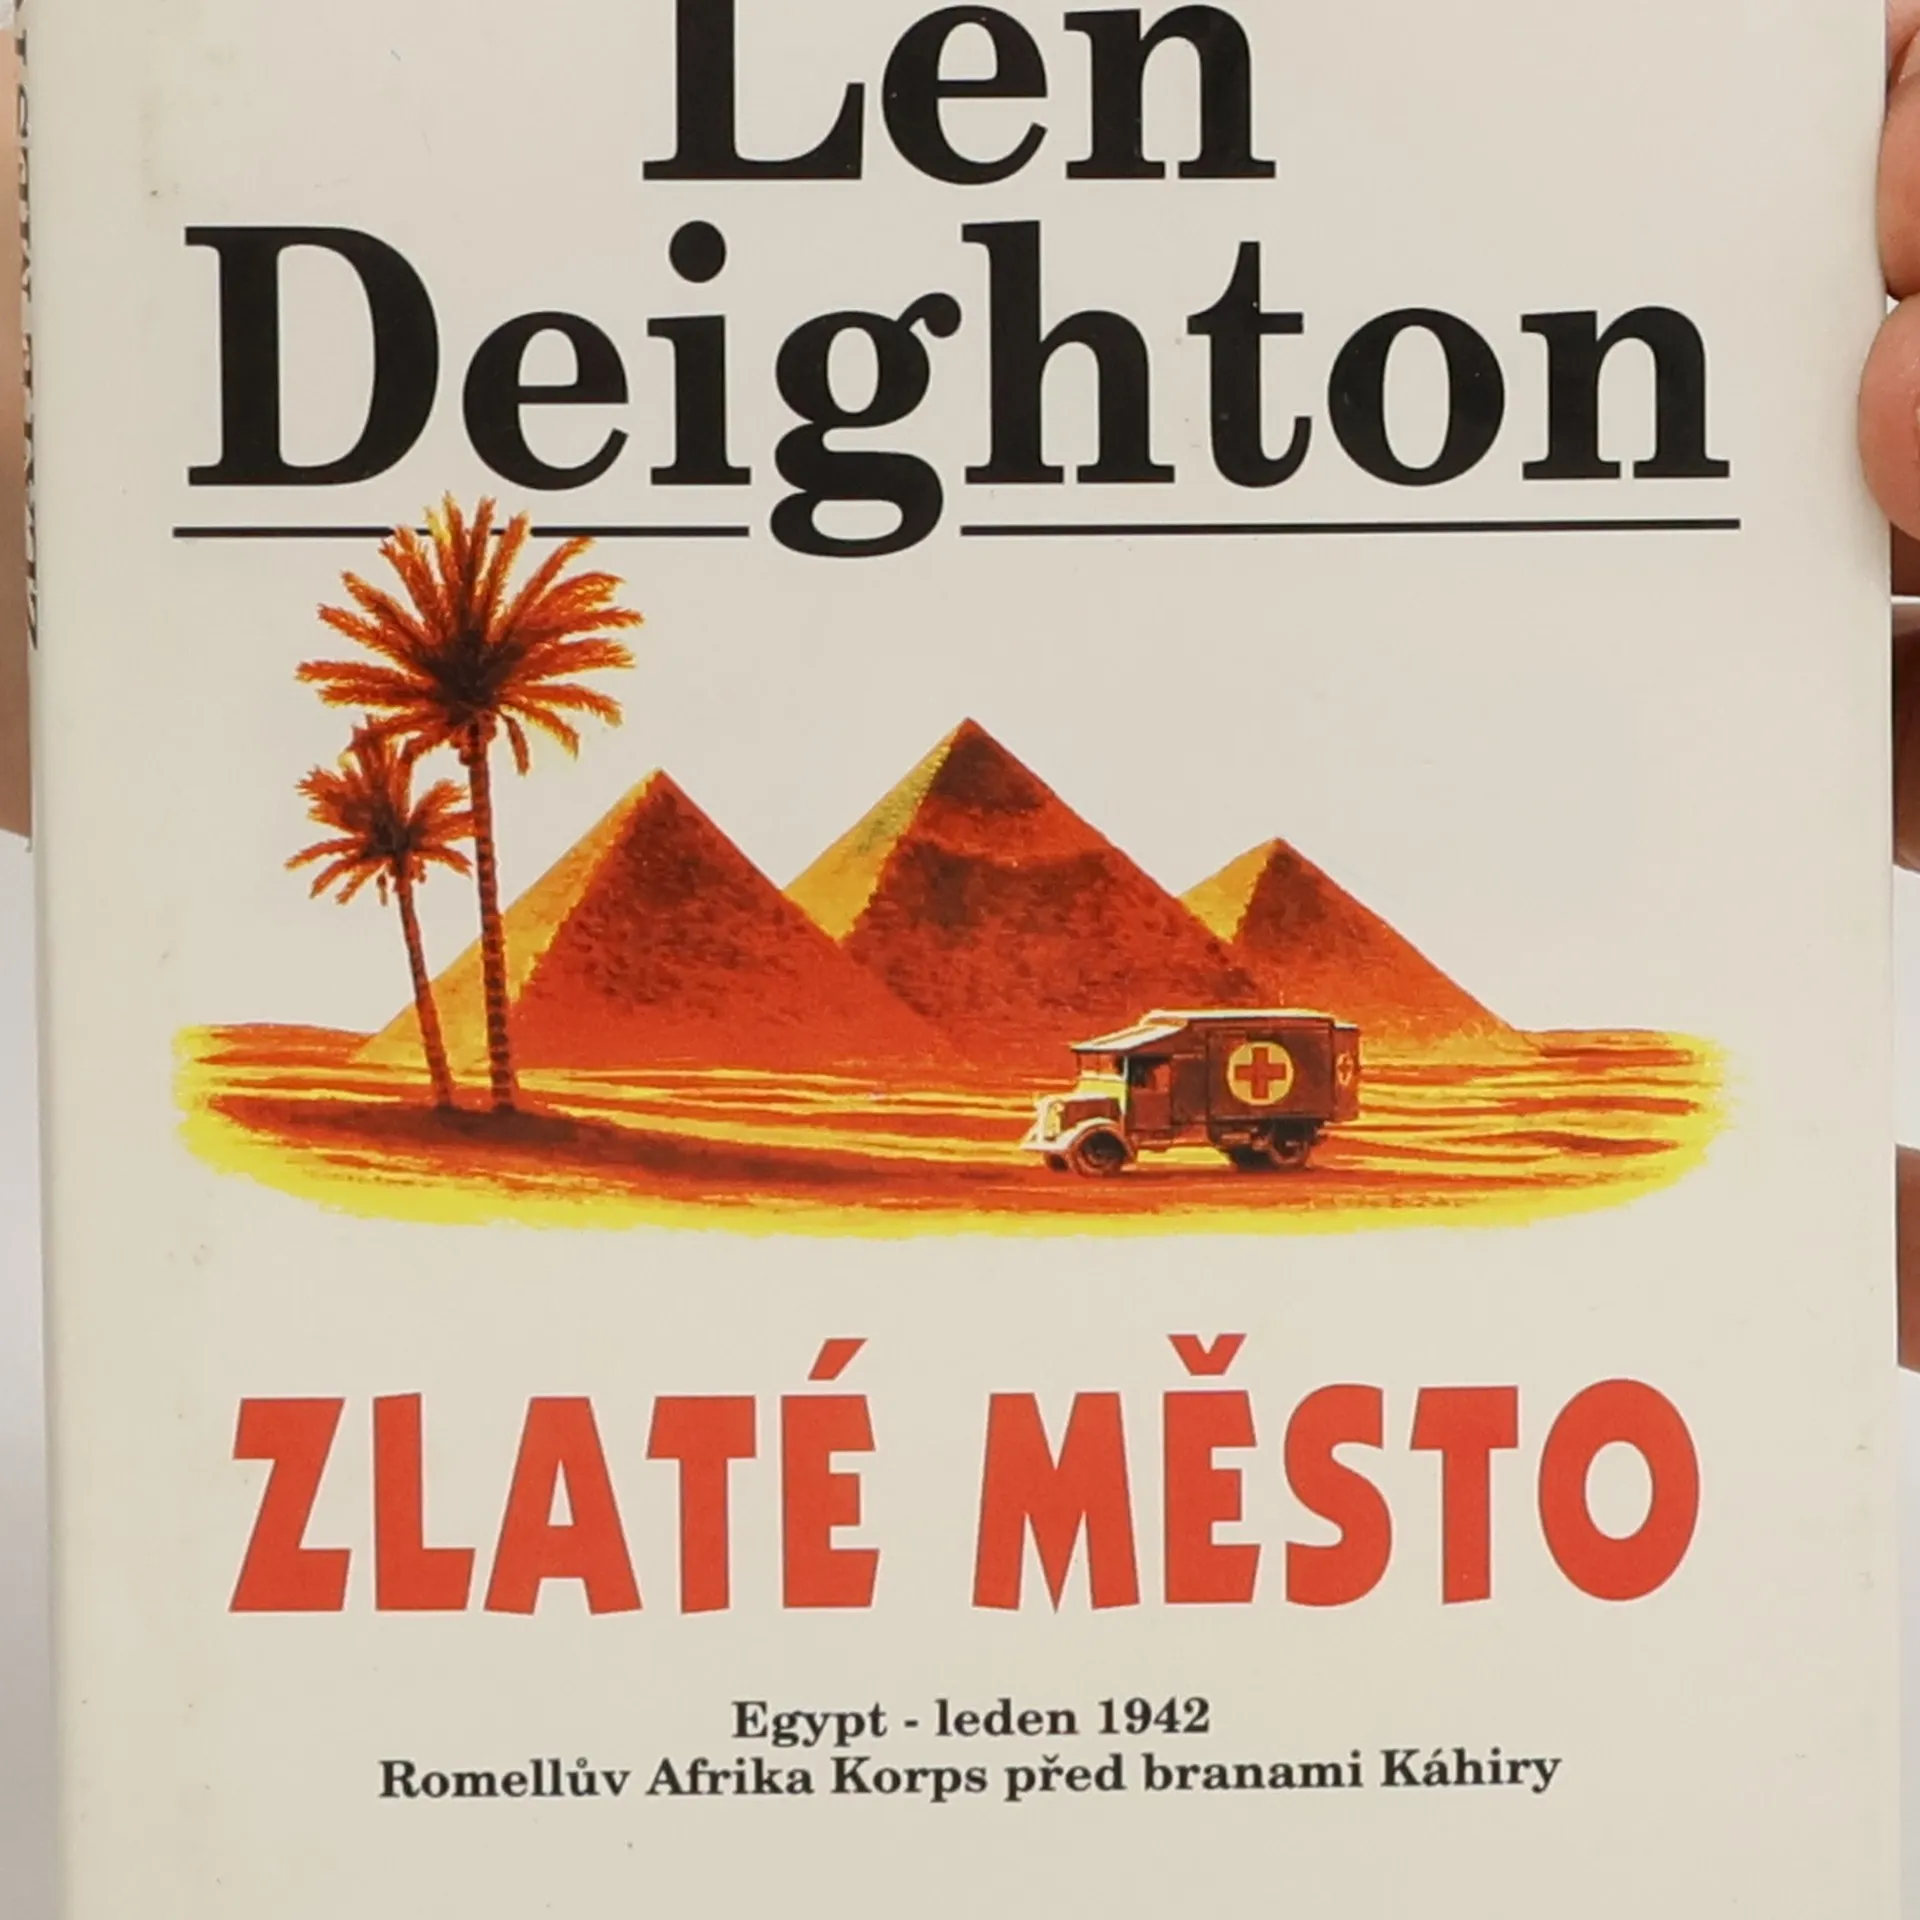 Len
Deighton
ZLATÉ MĚSTO
Egypt - leden 1942
Romellův Afrika Korps před branami Káhiry